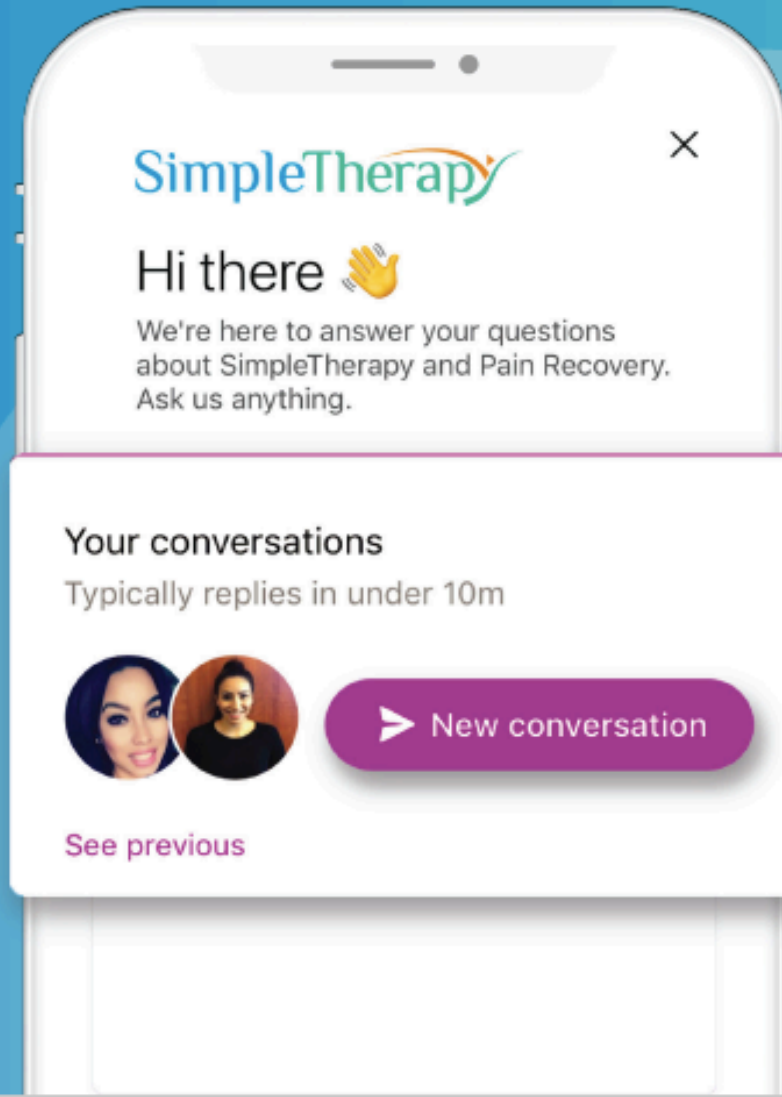 SimpleTherapy
Hi there 👋
We're here to answer your questions
about SimpleTherapy and Pain Recovery.
Ask us anything.
Your conversations
Typically replies in under 10m
New conversation
See previous